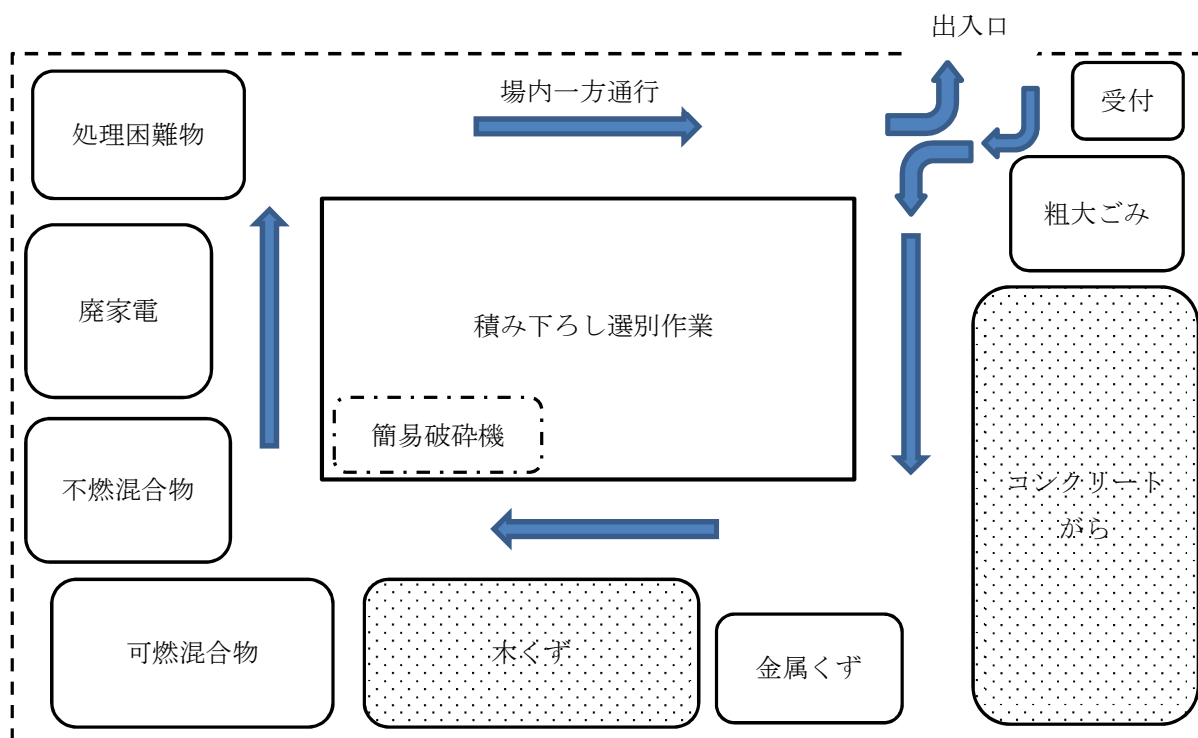 出入口
場内一方通行
受付
処理困難物
粗大ごみ
廃家電
積み下ろし選別作業
簡易破砕機
不燃混合物
コンクリート
がら
可燃混合物
木くず
金属くず